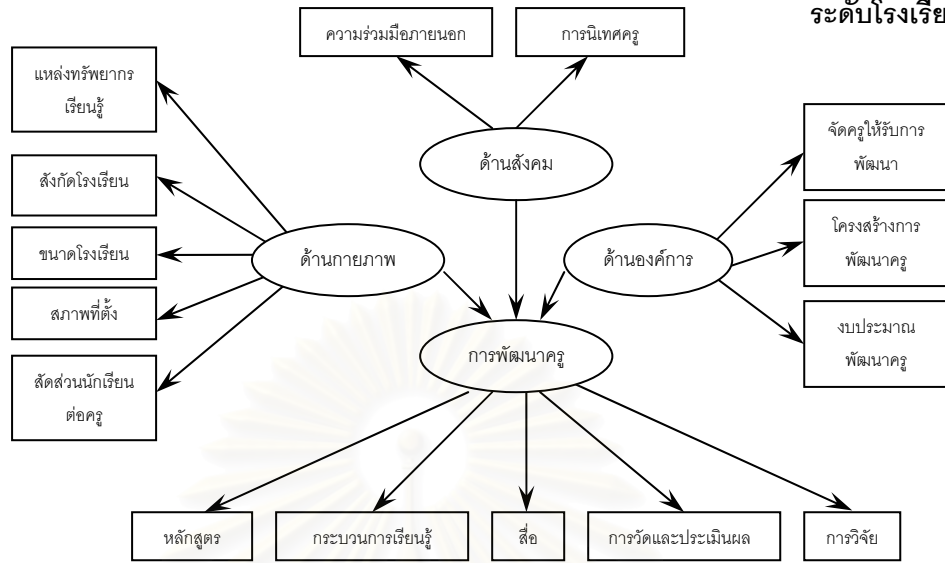 ระดับโรงเรีย
ความร่วมมือภายนอก
การนิเทศครู
แหล่งทรัพยากร
เรียนรู้
จัดครูให้รับการ
พัฒนา
ด้านสังคม
สังกัดโรงเรียน
โครงสร้างการ
พัฒนาครู
ขนาดโรงเรียน
ด้านกายภาพ
ด้านองค์การ
สภาพที่ตั้ง
งบประมาณ
พัฒนาครู
การพัฒนาครู
สัดส่วนนักเรียน
ต่อครู
หลักสูตร
กระบวนการเรียนรู้
สื่อ
การวัดและประเมินผล
การวิจัย